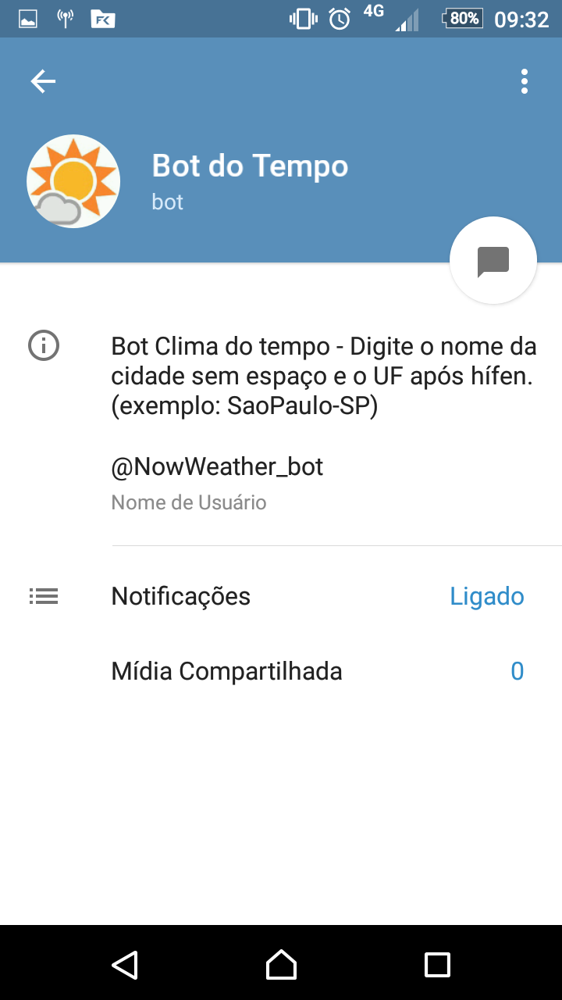 FK 4G 80% 09:32
Bot do Tempo
bot
Bot Clima do tempo - Digite o nome da
cidade sem espaço e o UF após hífen.
(exemplo: SaoPaulo-SP)
@NowWeather_bot
Nome de Usuário
Notificações Ligado
Mídia Compartilhada 0